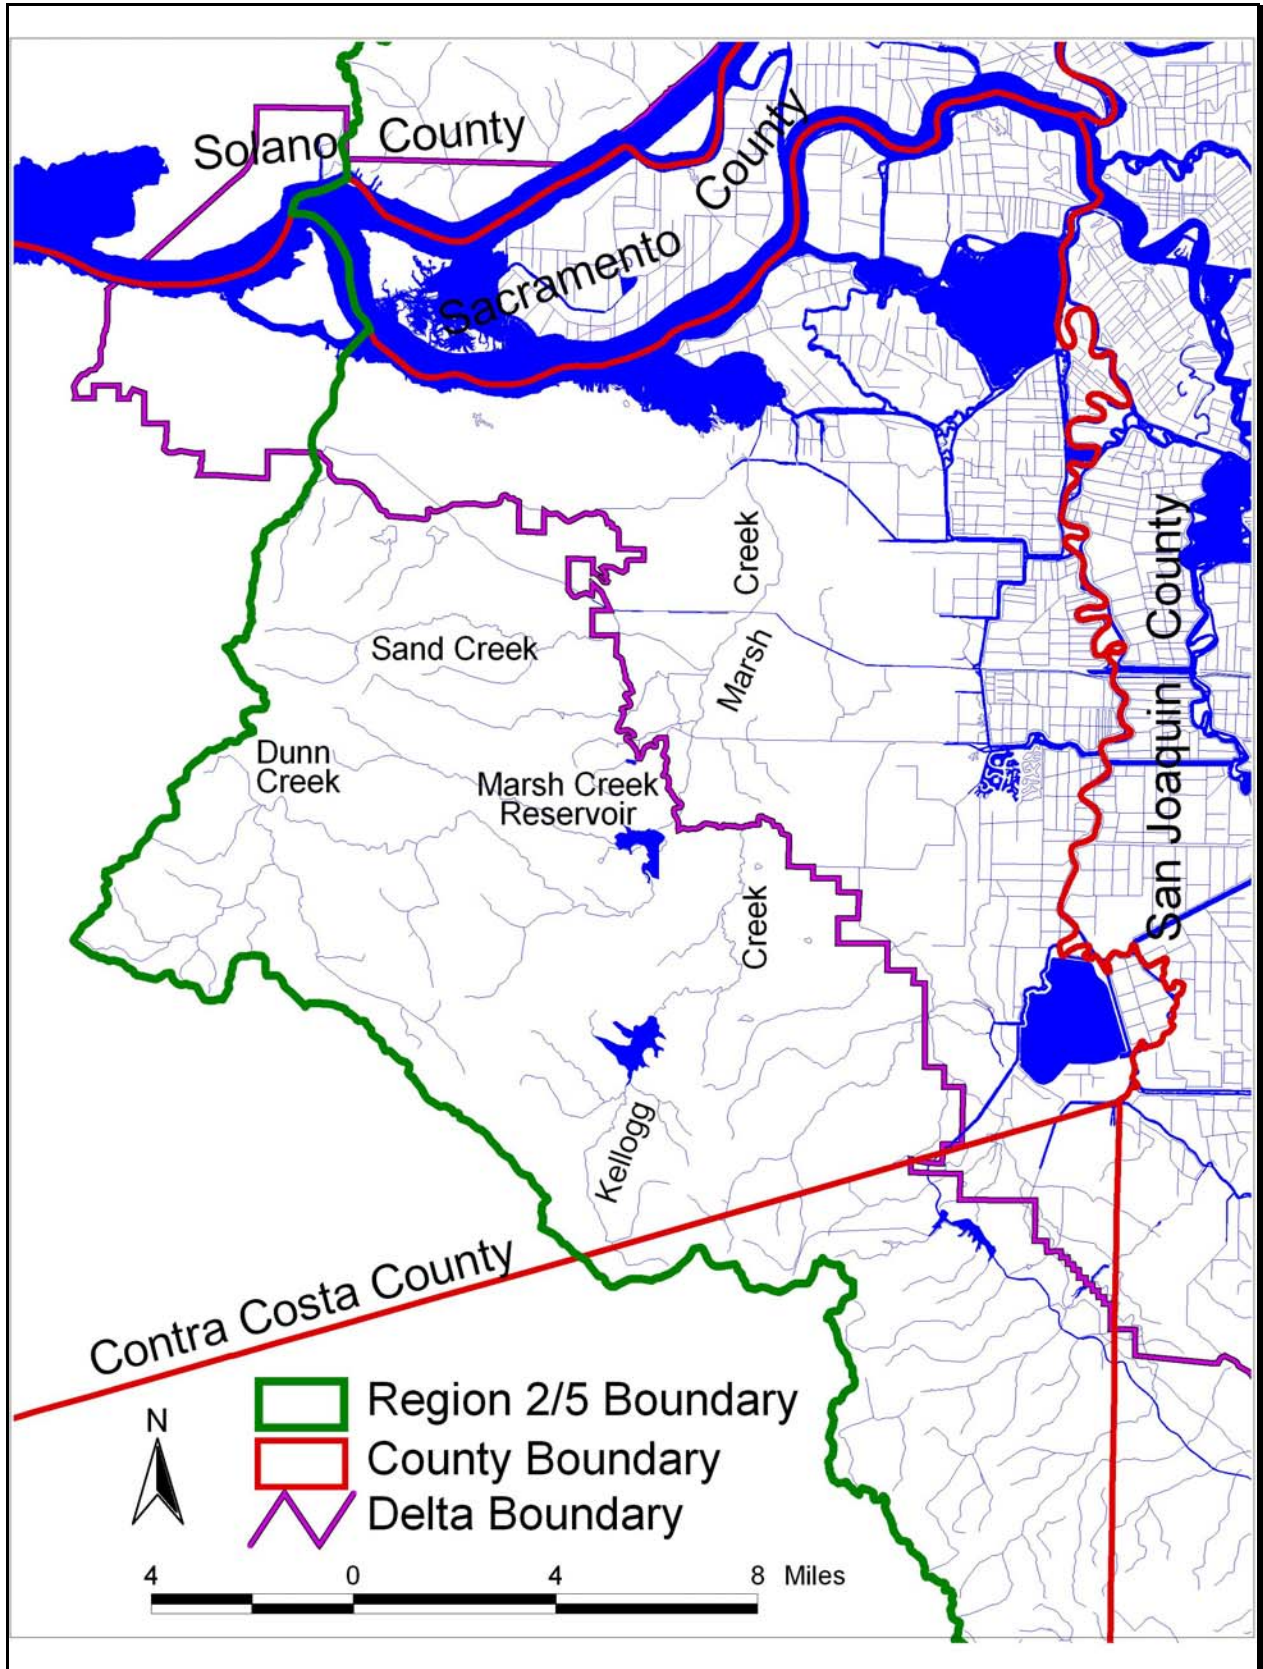 Solano County
County
Sacramento
Creek
San Joaquin County
Sand Creek
Marsh
Dunn
Creek
Marsh Creek
Reservoir
Creek
Kellogg
Contra Costa County
Region 2/5 Boundary
County Boundary
Delta Boundary
N
4 0 4 8 Miles